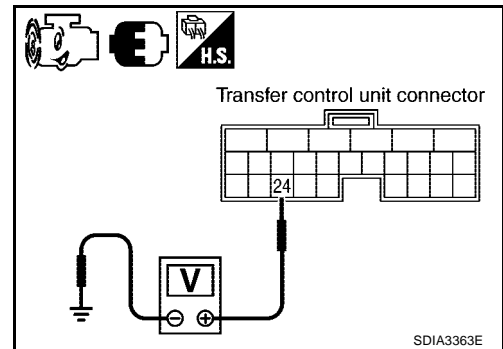 H.S.
Transfer control unit connector
24
V
⊖ ⊕
SDIA3363E